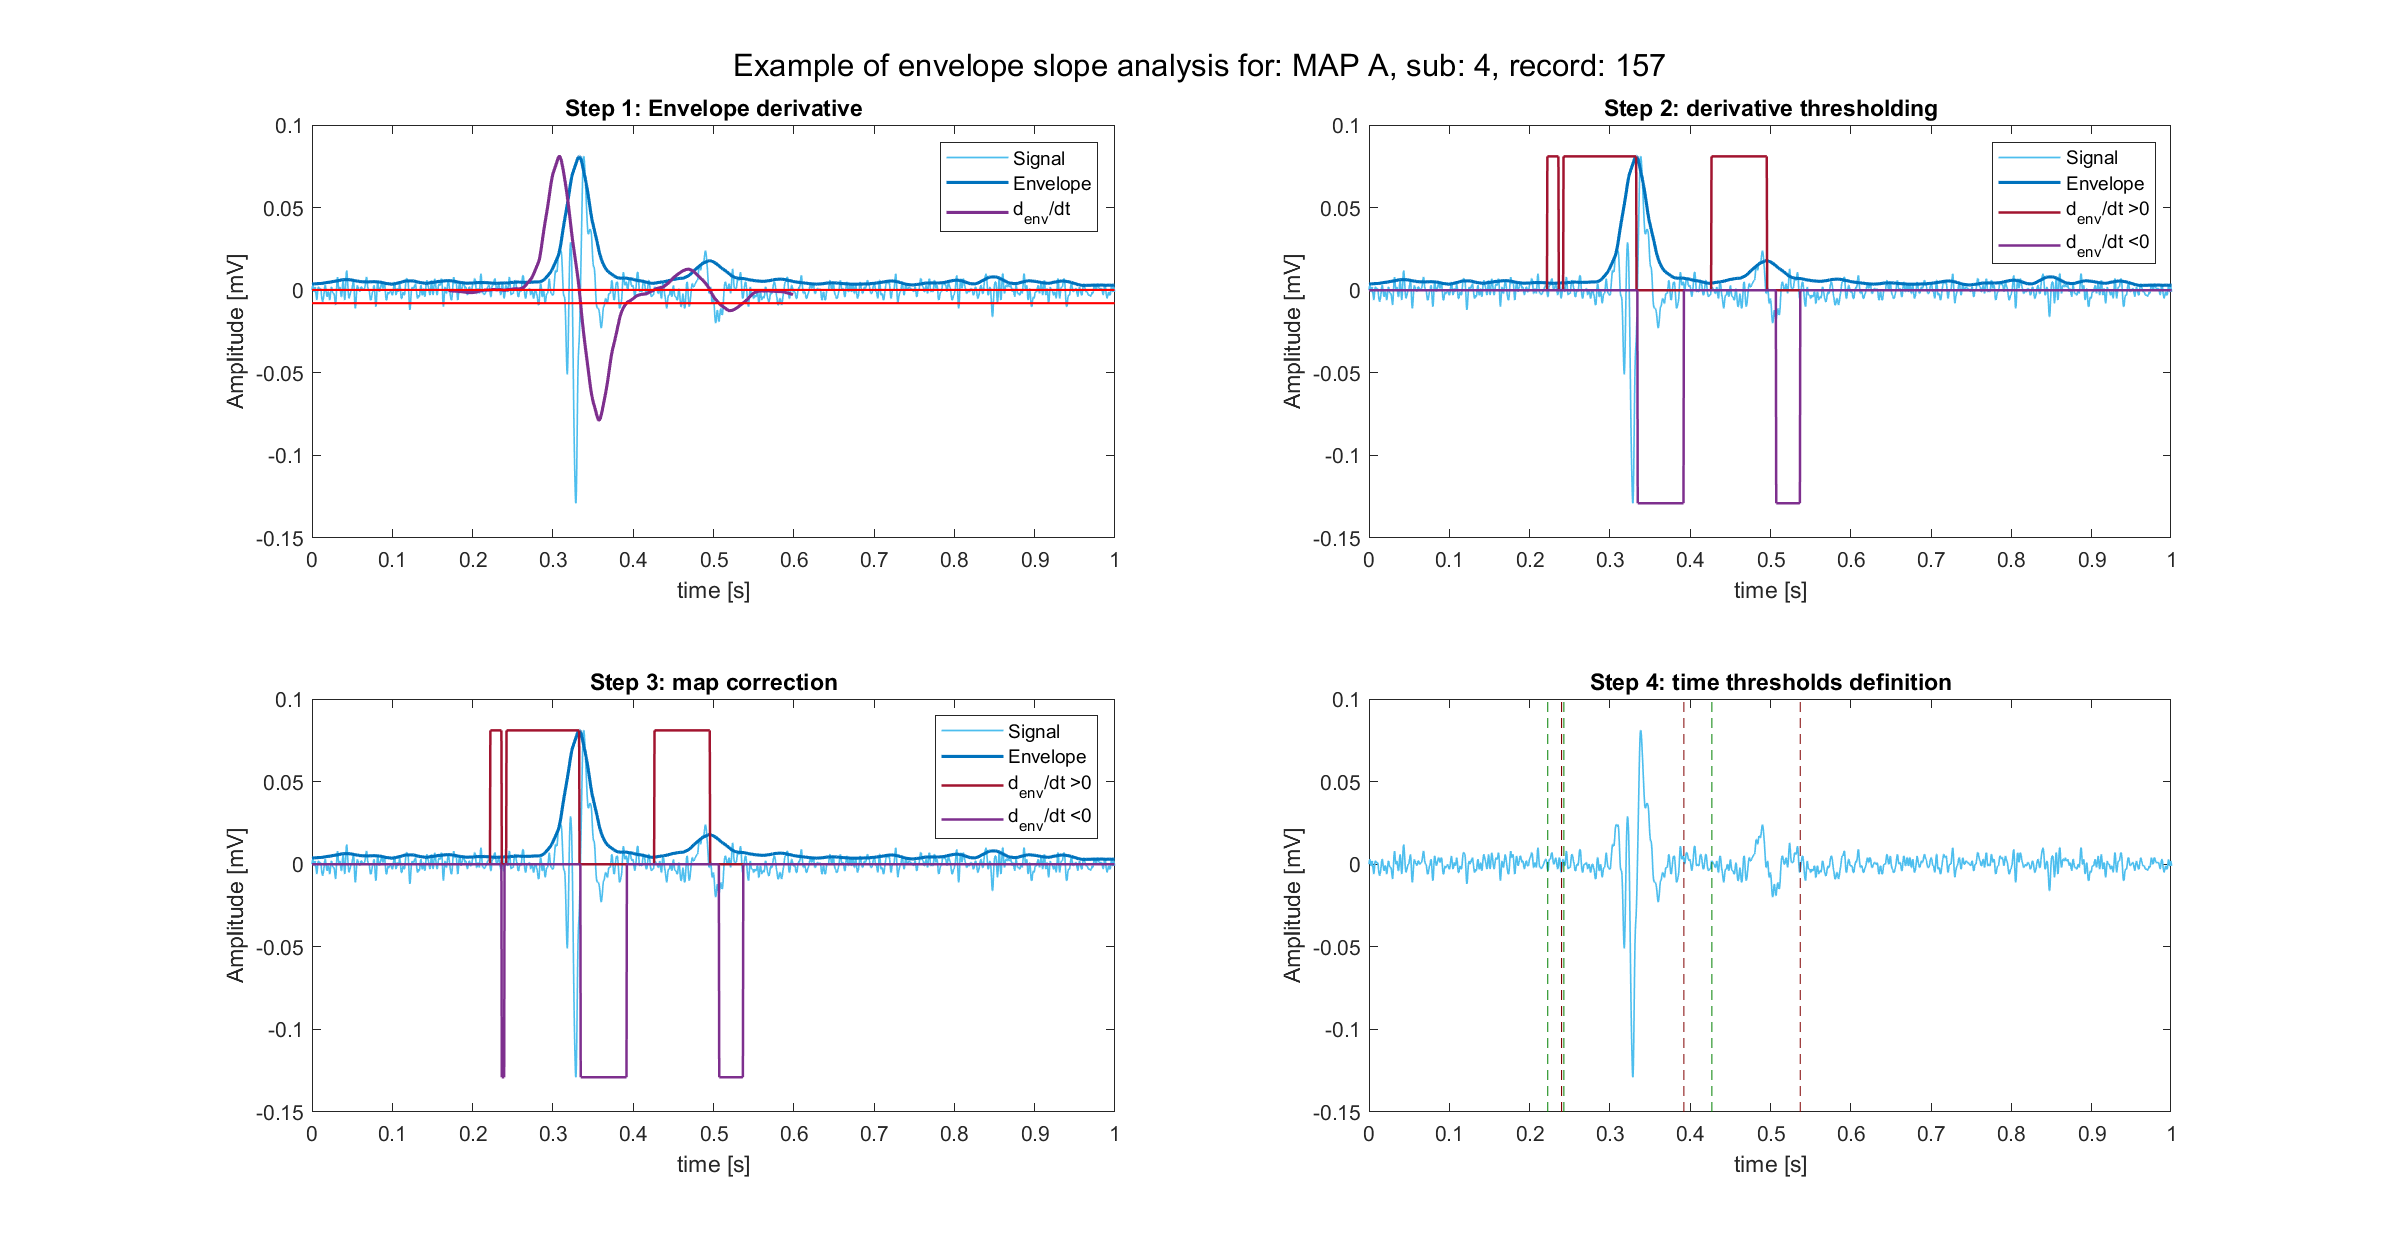 Example of envelope slope analysis for: MAP A, sub: 4, record: 157
Step 1: Envelope derivative
0.1
0.05
0
-0.05
-0.1
-0.15
Amplitude [mV]
0 0.1 0.2 0.3 0.4 0.5 0.6 0.7 0.8 0.9 1
time [s]
Signal
Envelope
d_env/dt
Step 2: derivative thresholding
0.1
0.05
0
-0.05
-0.1
-0.15
Amplitude [mV]
0 0.1 0.2 0.3 0.4 0.5 0.6 0.7 0.8 0.9 1
time [s]
Signal
Envelope
d_env/dt >0
d_env/dt <0
Step 3: map correction
0.1
0.05
0
-0.05
-0.1
-0.15
Amplitude [mV]
0 0.1 0.2 0.3 0.4 0.5 0.6 0.7 0.8 0.9 1
time [s]
Signal
Envelope
d_env/dt >0
d_env/dt <0
Step 4: time thresholds definition
0.1
0.05
0
-0.05
-0.1
-0.15
Amplitude [mV]
0 0.1 0.2 0.3 0.4 0.5 0.6 0.7 0.8 0.9 1
time [s]